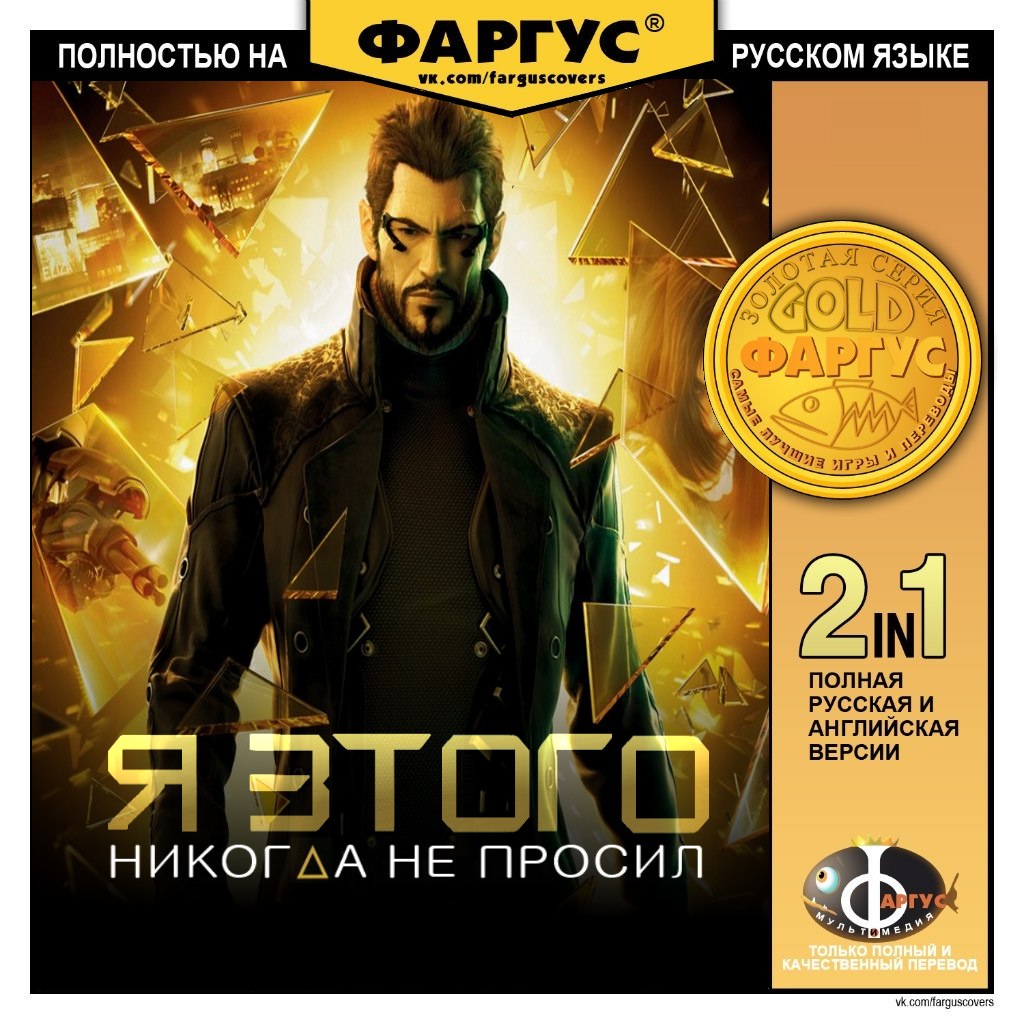 ПОЛНОСТЬЮ НА
ФАРГУС®
vk.com/farguscovers
РУССКОМ ЯЗЫКЕ
ЗОЛОТАЯ СЕРИЯ
GOLD
ФАРГУС
САМЫЕ ЛУЧШИЕ ИГРЫ И ПЕРЕВОДЫ
2IN1
ПОЛНАЯ
РУССКАЯ И
АНГЛИЙСКАЯ
ВЕРСИИ
Я ЭТОГО
НИКОГДА НЕ ПРОСИЛ
ФАРГУС
МУЛЬТИМЕДИЯ
ТОЛЬКО ПОЛНЫЙ И
КАЧЕСТВЕННЫЙ ПЕРЕВОД
vk.com/farguscovers